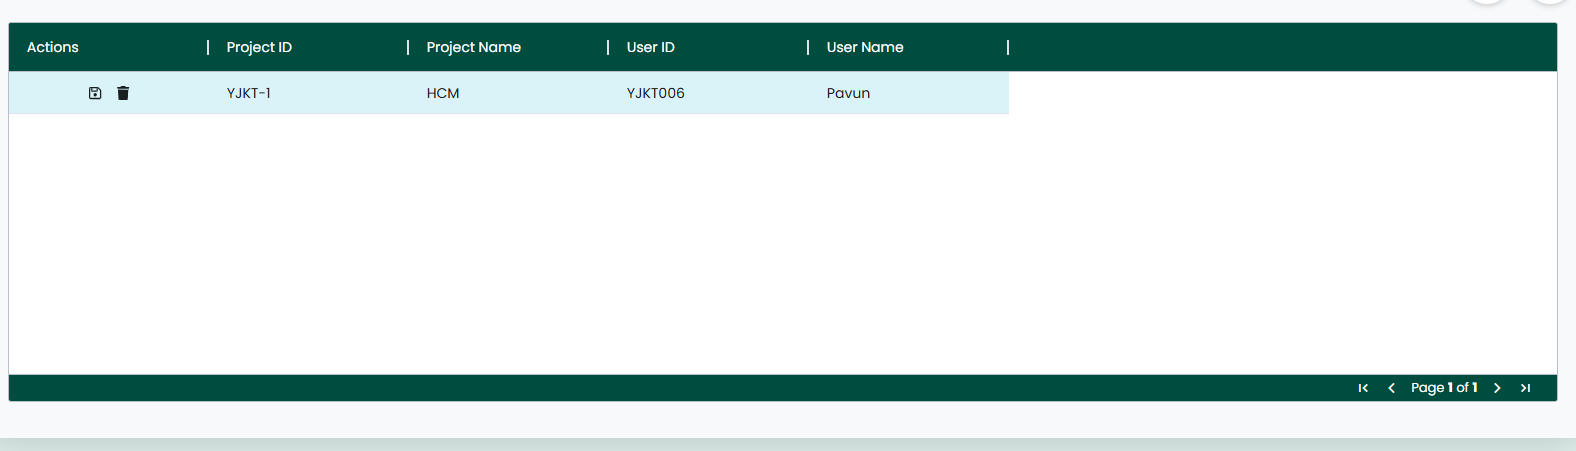 Actions Project ID Project Name User ID User Name
YJKT-1 HCM YJKT006 Pavun
Page 1 of 1